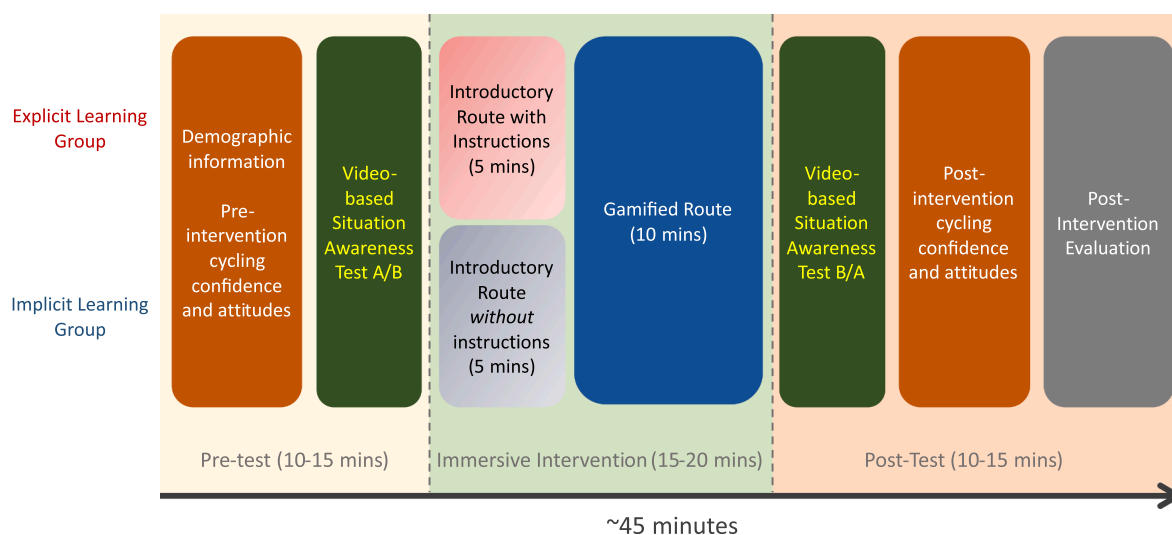 Explicit Learning
Group
Implicit Learning
Group
Demographic
information
Pre-
intervention
cycling
confidence
and attitudes
Video-
based
Situation
Awareness
Test A/B
Introductory
Route with
Instructions
(5 mins)
Introductory
Route
without
instructions
(5 mins)
Gamified Route
(10 mins)
Video-
based
Situation
Awareness
Test B/A
Post-
intervention
cycling
confidence
and attitudes
Post-
Intervention
Evaluation
Pre-test (10-15 mins)
Immersive Intervention (15-20 mins)
Post-Test (10-15 mins)
~45 minutes